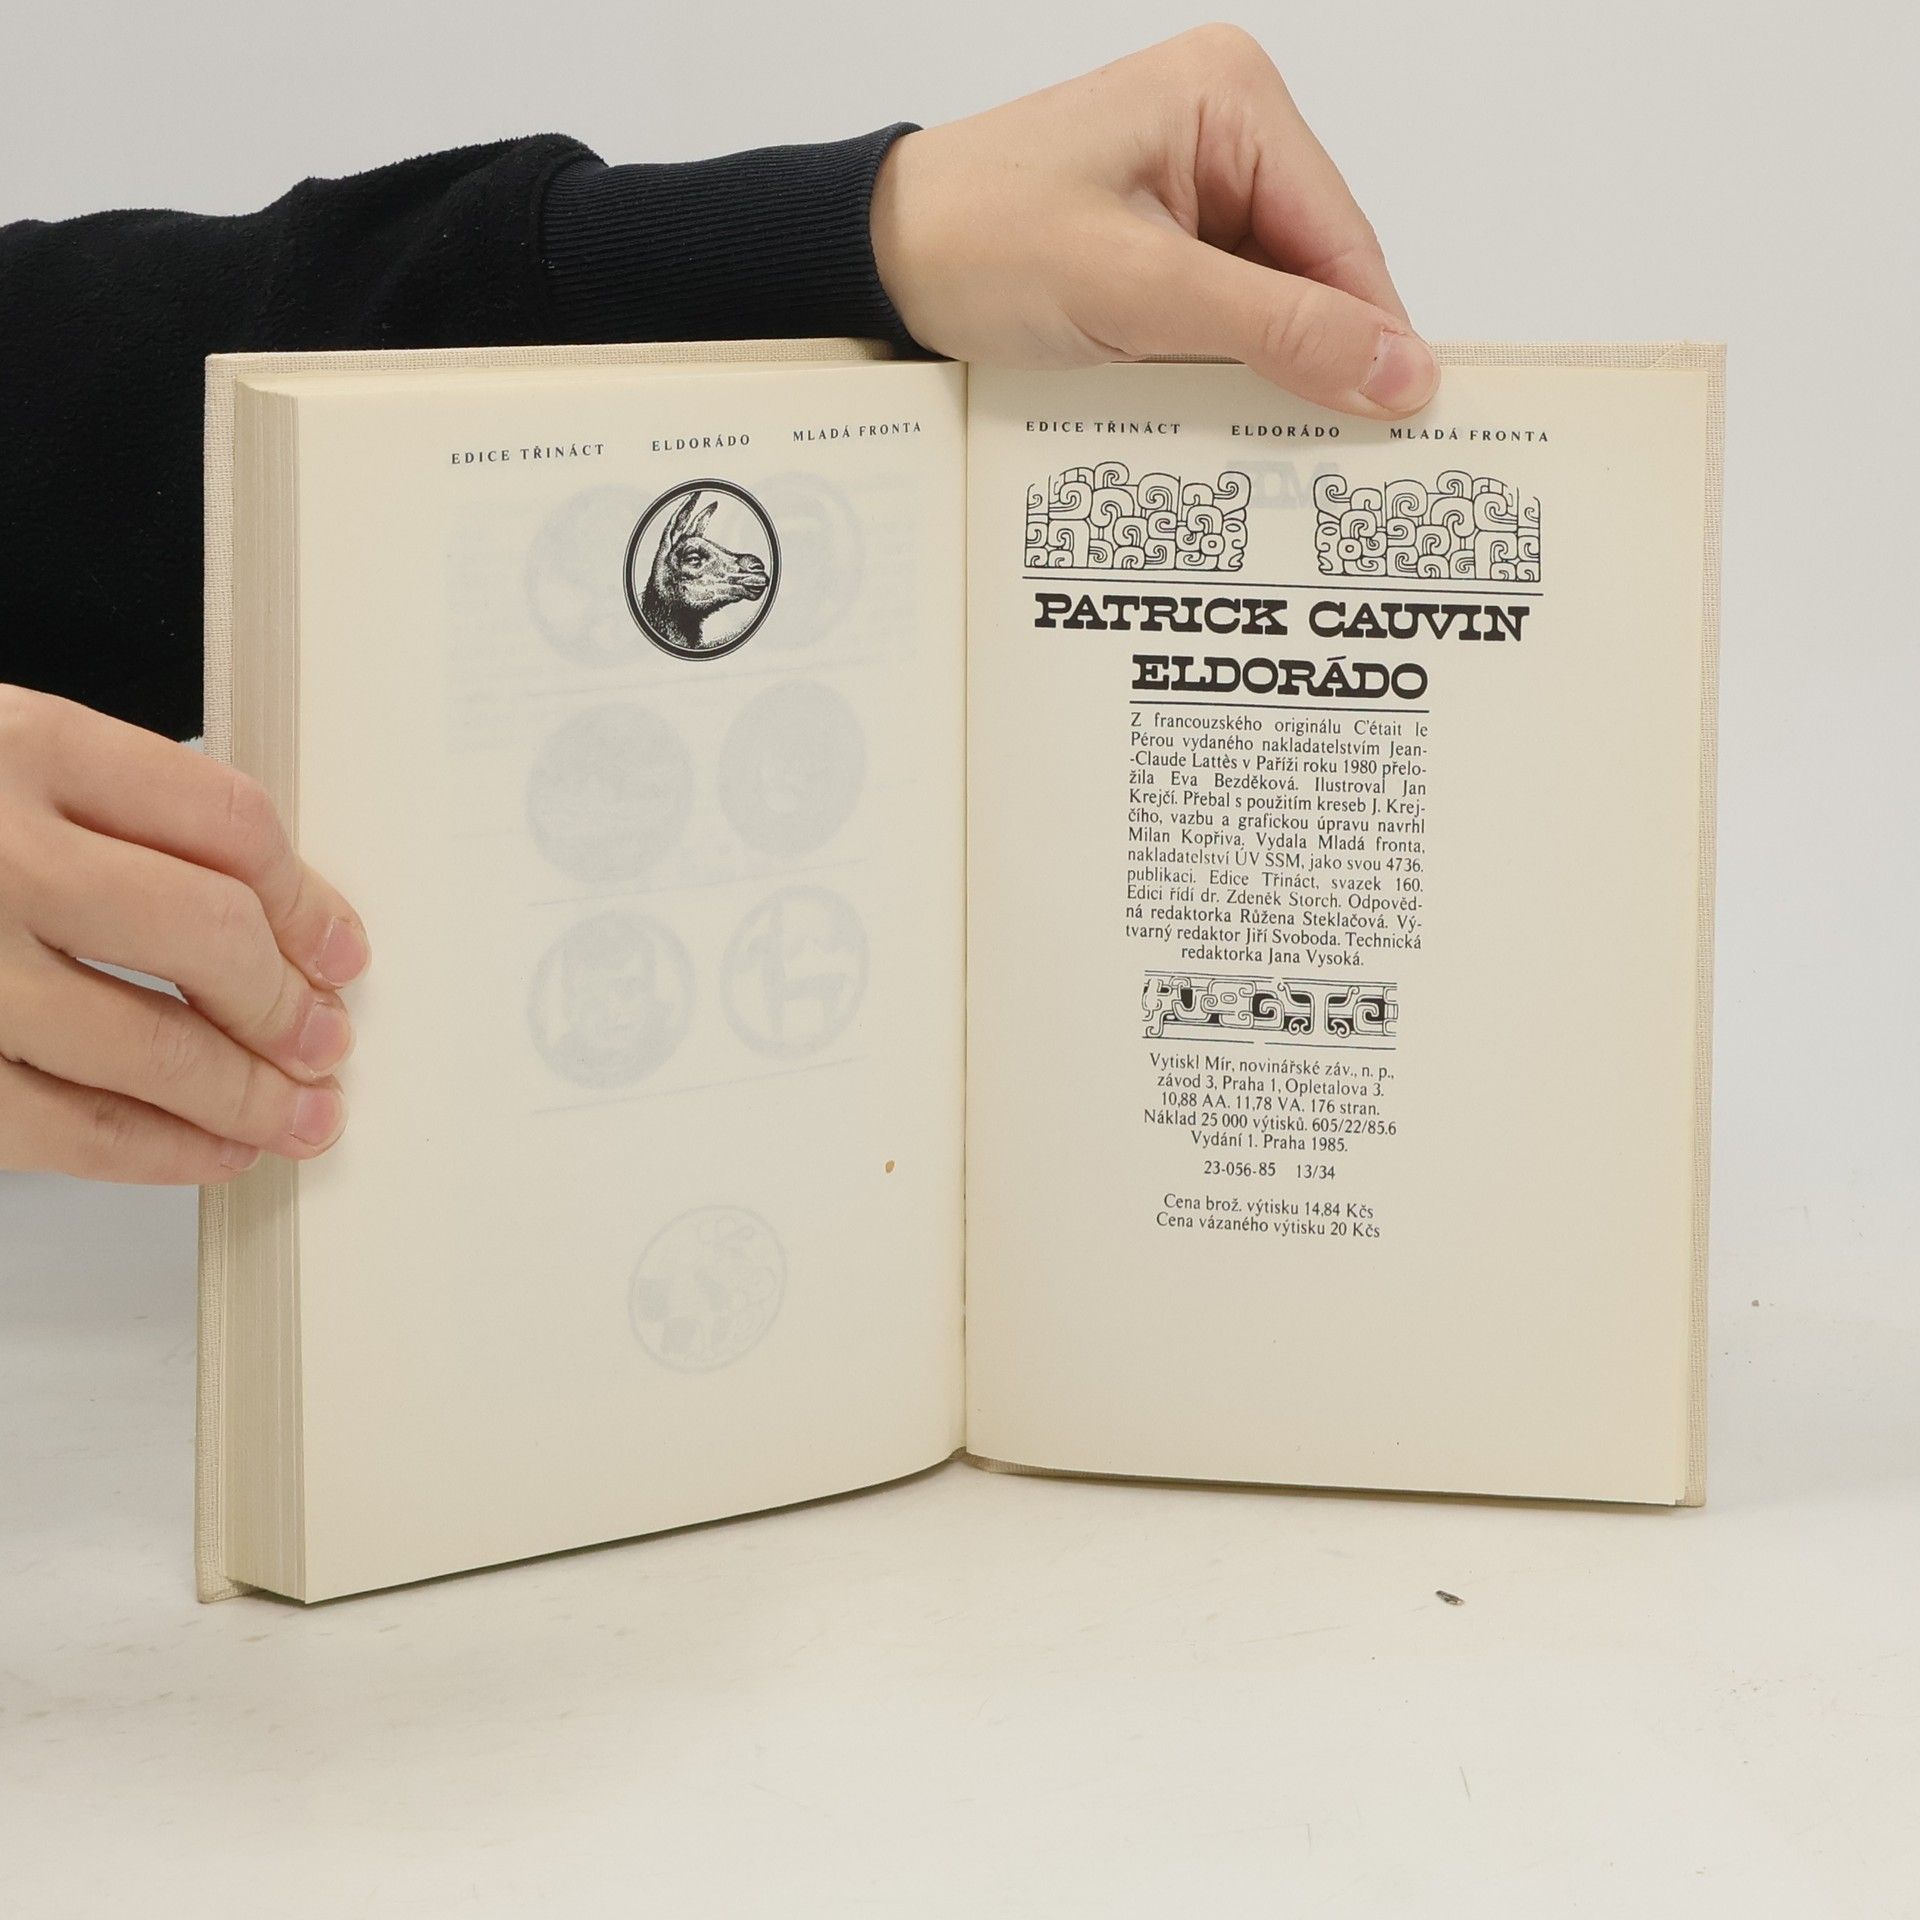 EDICE TŘINÁCT ELDORÁDO MLADÁ FRONTA
EDICE TŘINÁCT ELDORÁDO MLADÁ FRONTA
PATRICK CAUVIN
ELDORÁDO
Z francouzského originálu C'était le
Pérou vydaného nakladatelstvím Jean-
-Claude Lattès v Paříži roku 1980 přelo-
žila Eva Bezděková. Ilustroval Jan
Krejčí. Přebal s použitím kreseb J. Krej-
čího, vazbu a grafickou úpravu navrhl
Milan Kopřiva. Vydala Mladá fronta,
nakladatelství ÚV SSM, jako svou 4736.
publikaci. Edice Třináct, svazek 160.
Edici řídí dr. Zdeněk Storch. Odpověd-
ná redaktorka Růžena Steklačová. Vý-
tvarný redaktor Jiří Svoboda. Technická
redaktorka Jana Vysoká.
Vytiskl Mír, novinářské záv., n. p.,
závod 3, Praha 1, Opletalova 3.
10,88 AA. 11,78 VA. 176 stran.
Náklad 25 000 výtisků. 605/22/85.6
Vydání 1. Praha 1985.
23-056-85 13/34
Cena brož. výtisku 14,84 Kčs
Cena vázaného výtisku 20 Kčs